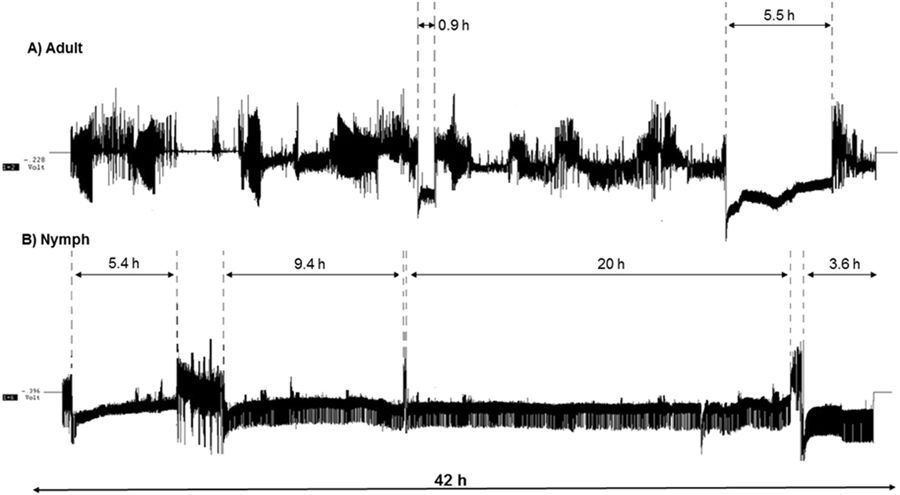 0.9 h
5.5 h
A) Adult
-.228
Volt
B) Nymph
5.4 h
9.4 h
20 h
3.6 h
-.396
Volt
42 h